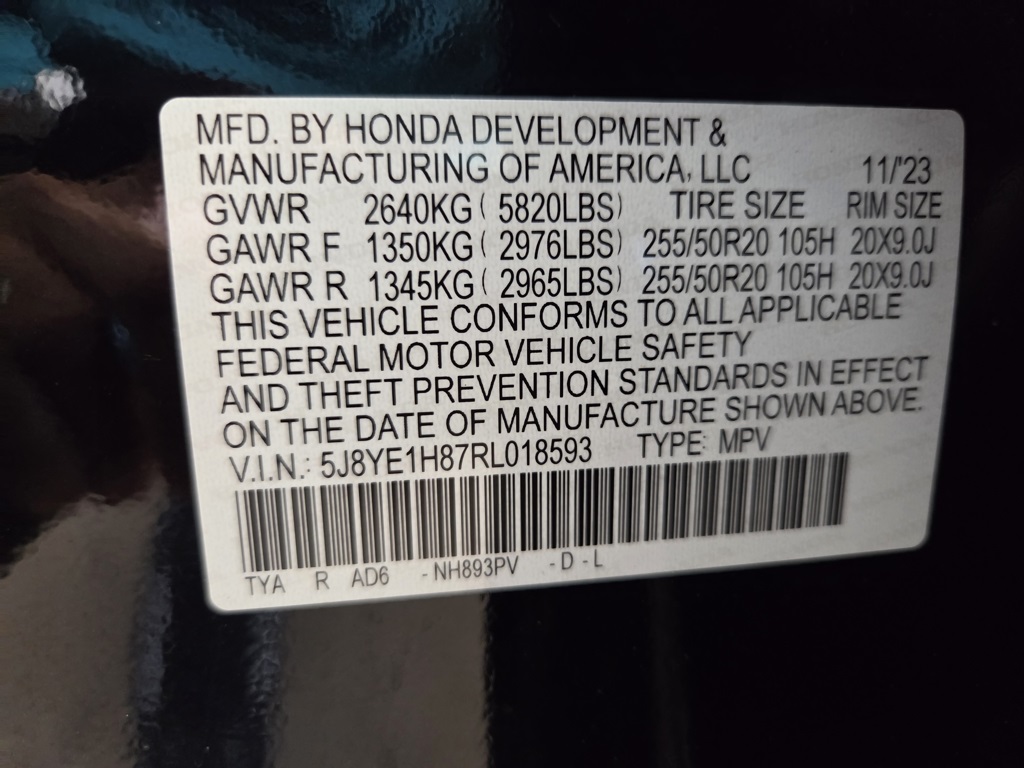 MFD. BY HONDA DEVELOPMENT &
MANUFACTURING OF AMERICA, LLC 11/'23
GVWR 2640KG ( 5820LBS) TIRE SIZE RIM SIZE
GAWR F 1350KG ( 2976LBS) 255/50R20 105H 20X9.0J
GAWR R 1345KG ( 2965LBS) 255/50R20 105H 20X9.0J
THIS VEHICLE CONFORMS TO ALL APPLICABLE
FEDERAL MOTOR VEHICLE SAFETY
AND THEFT PREVENTION STANDARDS IN EFFECT
ON THE DATE OF MANUFACTURE SHOWN ABOVE.
V.I.N.: 5J8YE1H87RL018593 TYPE: MPV
TYA R AD6 -NH893PV -D-L